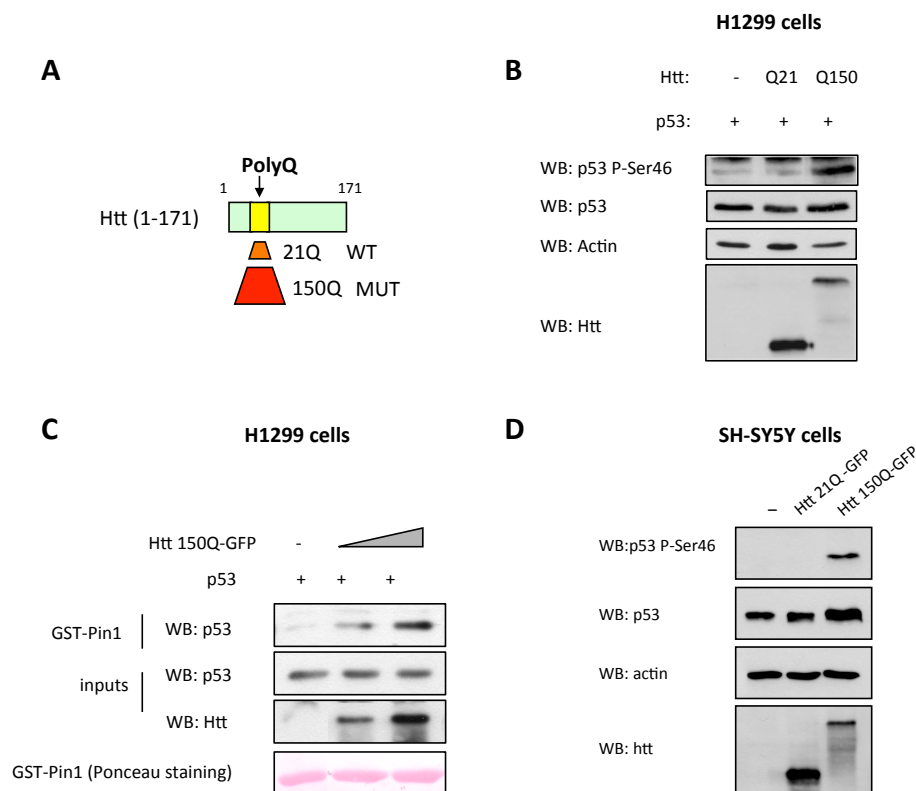 A
PolyQ
1 171
Htt (1-171)
21Q WT
150Q MUT
H1299 cells
B
Htt: - Q21 Q150
p53: + + +
WB: p53 P-Ser46
WB: p53
WB: Actin
WB: Htt
C
H1299 cells
Htt 150Q-GFP -
p53 + + +
GST-Pin1 WB: p53
inputs WB: p53
WB: Htt
GST-Pin1 (Ponceau staining)
D
SH-SY5Y cells
– Htt 21Q -GFP Htt 150Q-GFP
WB:p53 P-Ser46
WB: p53
WB: actin
WB: htt